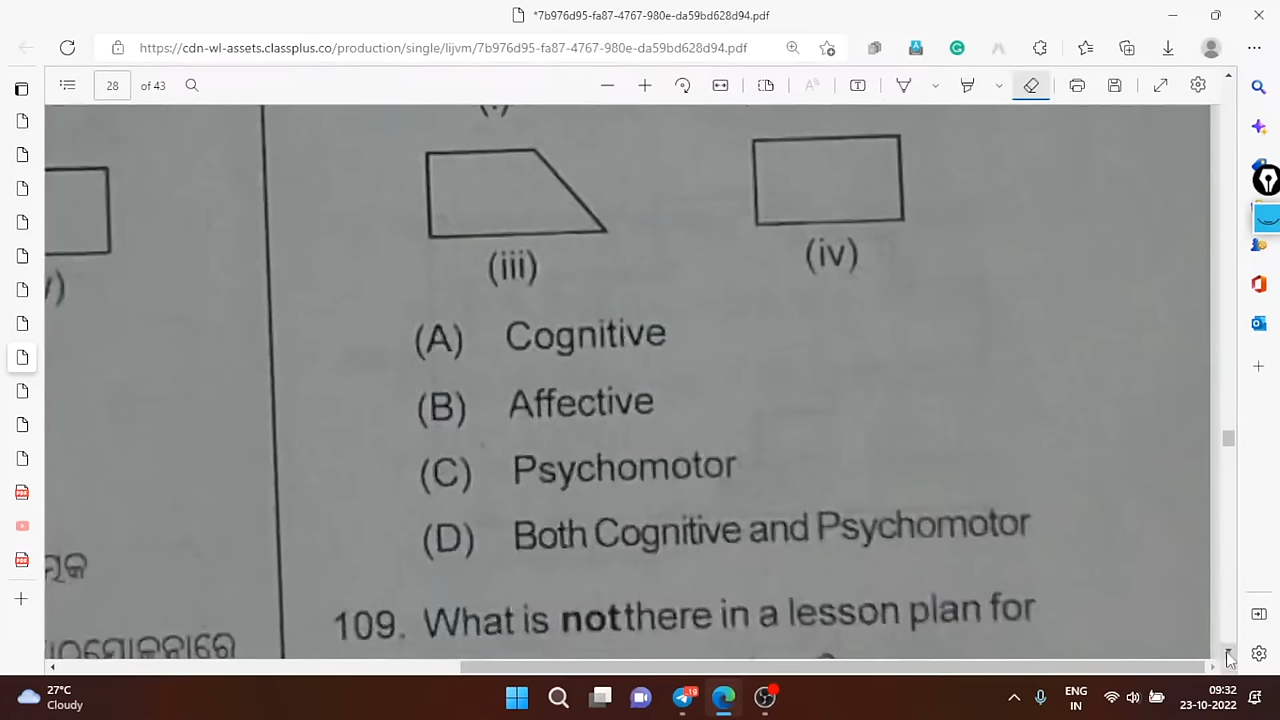 *7b976d95-fa87-4767-980e-da59bd628d94.pdf
https://cdn-wl-assets.classplus.co/production/single/lijvm/7b976d95-fa87-4767-980e-da59bd628d94.pdf
28 of 43
(iii)
(iv)
(A) Cognitive
(B) Affective
(C) Psychomotor
(D) Both Cognitive and Psychomotor
109. What is not there in a lesson plan for
27°C
Cloudy
19
ENG
IN
09:32
23-10-2022